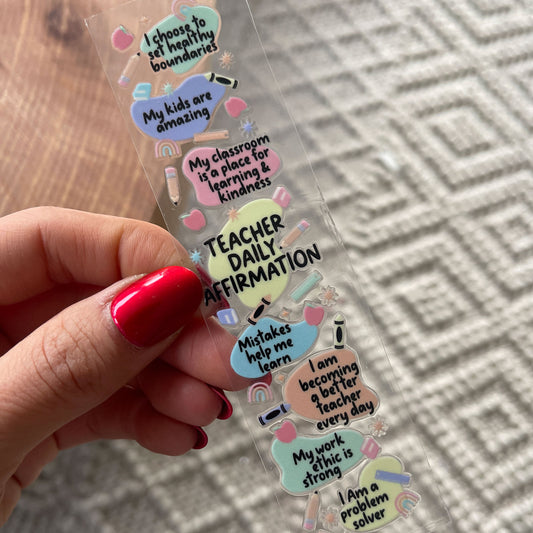 I choose to
set healthy
boundaries
My kids are
amazing
My classroom
is a place for
learning &
kindness
TEACHER
DAILY
AFFIRMATION
Mistakes
help me
learn
I am
becoming
a better
teacher
every day
My work
ethic is
strong
I Am a
problem
solver